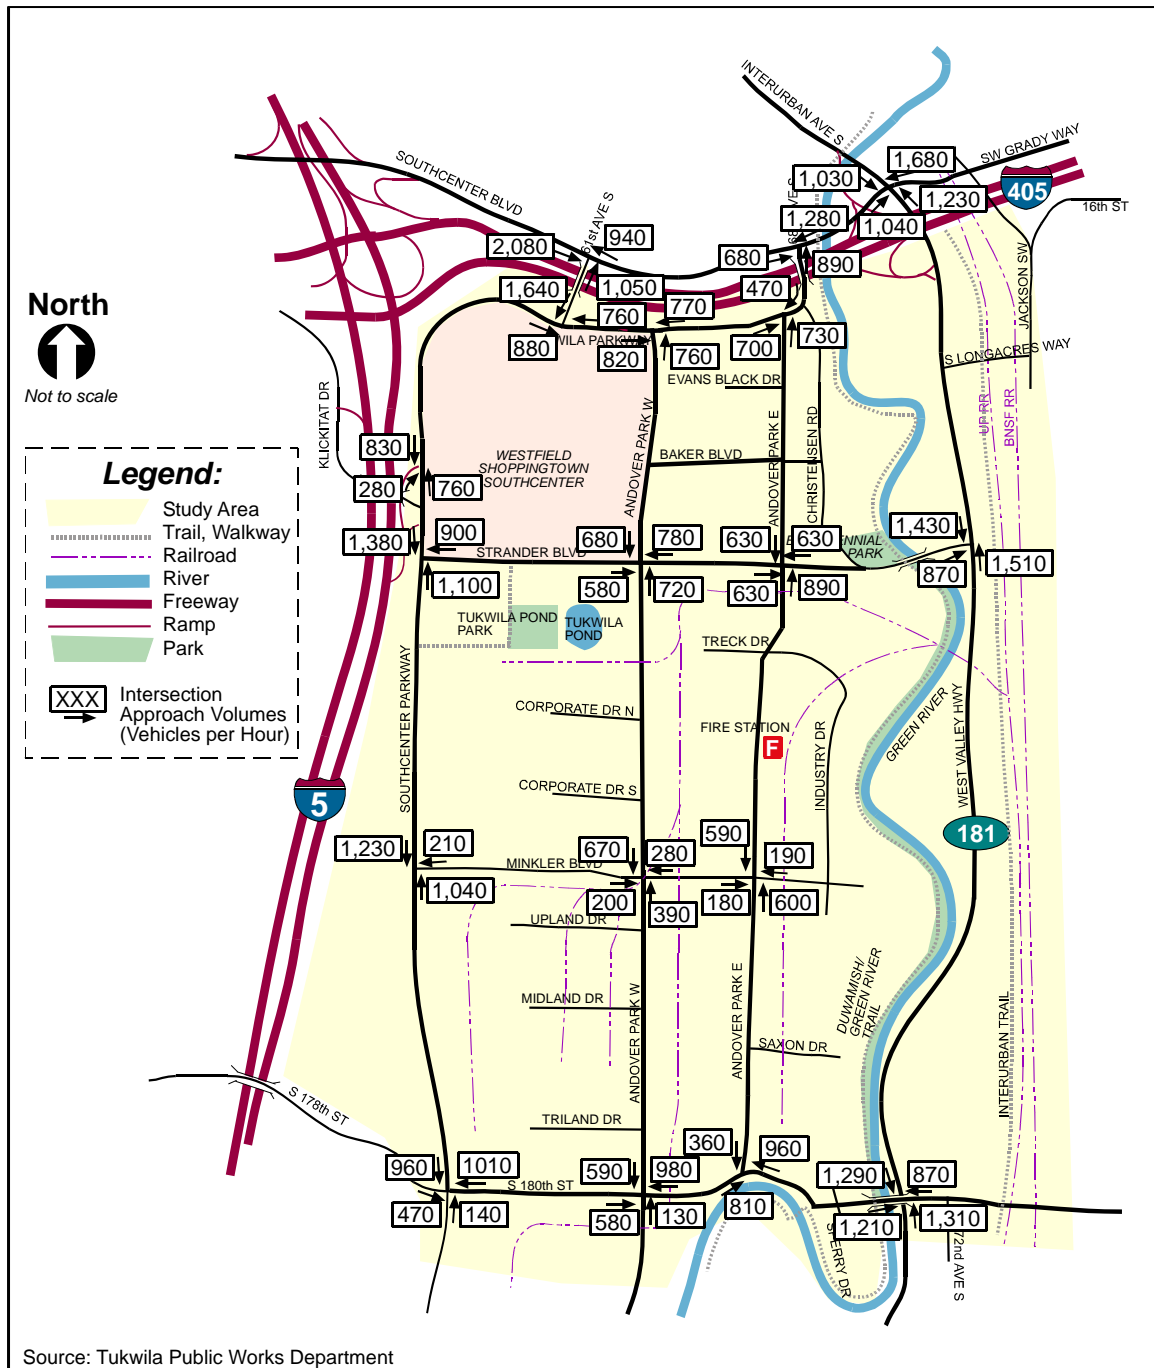 INTERURBAN AVE S
SW GRADY WAY
1,680
1,030
405
1,230
16th ST
SOUTHCENTER BLVD
61st AVE S
68th AVE S
1,280
1,040
940
2,080
680
890
JACKSON SW
1,640
1,050
470
770
760
North
Not to scale
880
WILA PARKWAY
820
760
700
730
S LONGACRES WAY
EVANS BLACK DR
KLICKITAT DR
UP RR
BNSF RR
ANDOVER PARK W
ANDOVER PARK E
CHRISTENSEN RD
830
WESTFIELD
SHOPPINGTOWN
SOUTHCENTER
BAKER BLVD
280
760
Legend:
Study Area
Trail, Walkway
Railroad
River
Freeway
Ramp
Park
XXX
Intersection
Approach Volumes
(Vehicles per Hour)
1,380
900
STRANDER BLVD
680
780
630
630
ENNIAL
PARK
1,430
870
1,510
1,100
580
720
630
890
TUKWILA POND
PARK
TUKWILA
POND
TRECK DR
SOUTHCENTER PARKWAY
CORPORATE DR N
FIRE STATION
F
INDUSTRY DR
GREEN RIVER
WEST VALLEY HWY
5
CORPORATE DR S
181
1,230
210
MINKLER BLVD
670
280
590
190
1,040
200
390
180
600
UPLAND DR
DUWAMISH/
GREEN RIVER
TRAIL
MIDLAND DR
ANDOVER PARK W
ANDOVER PARK E
SAXON DR
INTERURBAN TRAIL
S 178th ST
TRILAND DR
360
960
960
1010
S 180th ST
590
980
1,290
870
470
140
580
130
810
1,210
1,310
SPERRY DR
72nd AVE S
Source: Tukwila Public Works Department